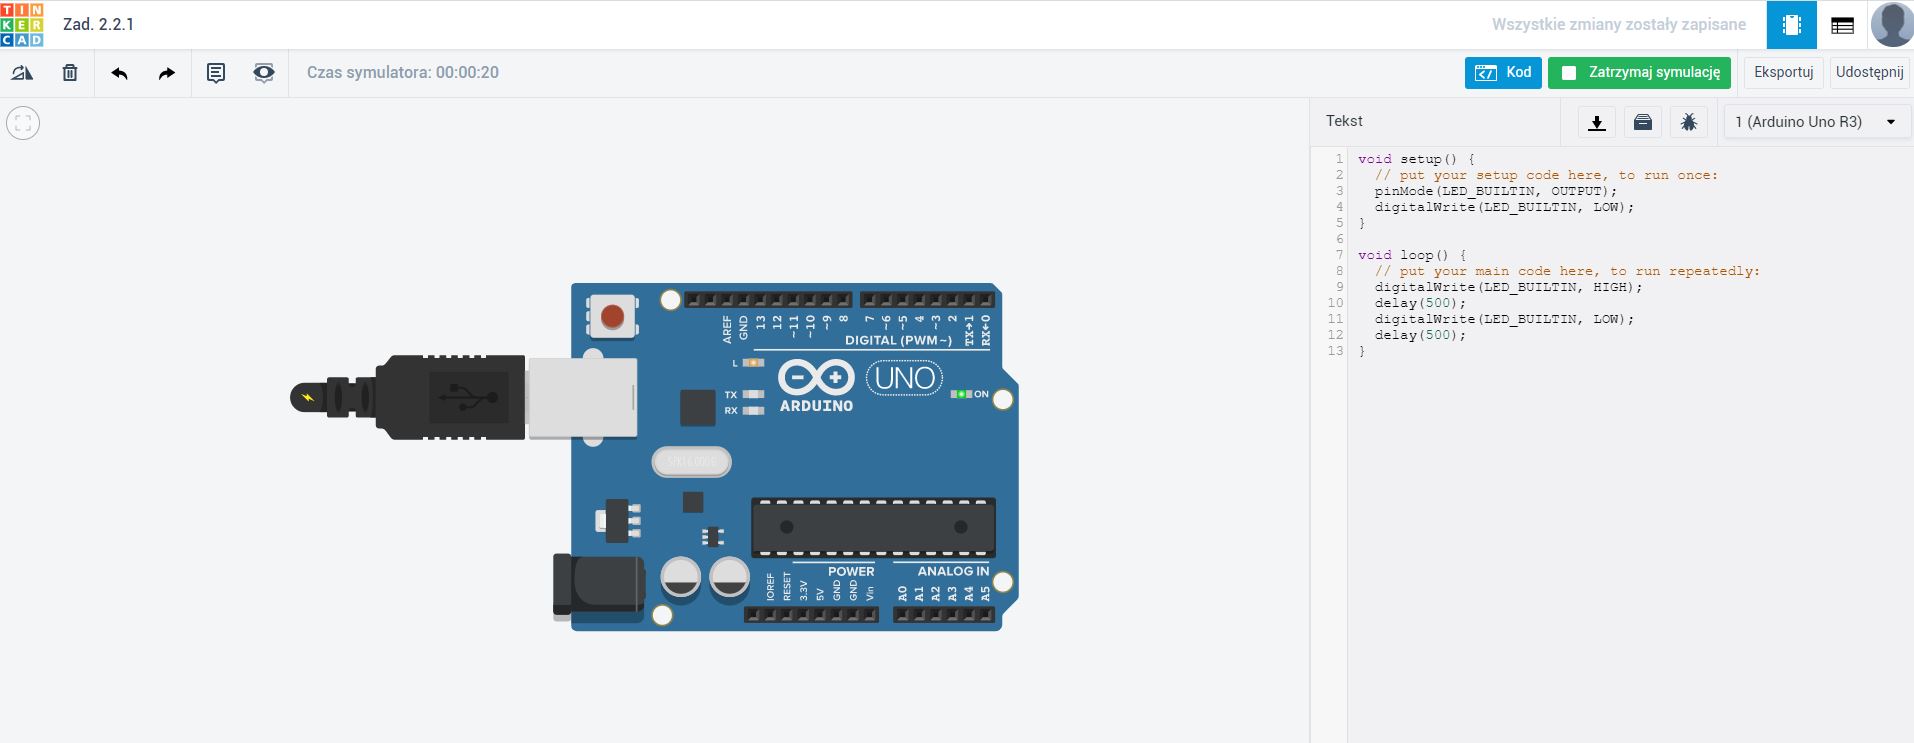 TINKERCAD
Zad. 2.2.1
Wszystkie zmiany zostały zapisane
Czas symulatora: 00:00:20
Kod
Zatrzymaj symulację
Eksportuj
Udostępnij
Tekst
1 (Arduino Uno R3)
1 void setup() {
2 // put your setup code here, to run once:
3 pinMode(LED_BUILTIN, OUTPUT);
4 digitalWrite(LED_BUILTIN, LOW);
5 }
6
7 void loop() {
8 // put your main code here, to run repeatedly:
9 digitalWrite(LED_BUILTIN, HIGH);
10 delay(500);
11 digitalWrite(LED_BUILTIN, LOW);
12 delay(500);
13 }
AREF GND 13 12 ~11 ~10 ~9 8 7 ~6 ~5 4 ~3 2 TX→1 RX←0
DIGITAL (PWM~)
L
TX
RX
ARDUINO
UNO
ON
POWER
ANALOG IN
IOREF RESET 3.3V 5V GND GND Vin A0 A1 A2 A3 A4 A5